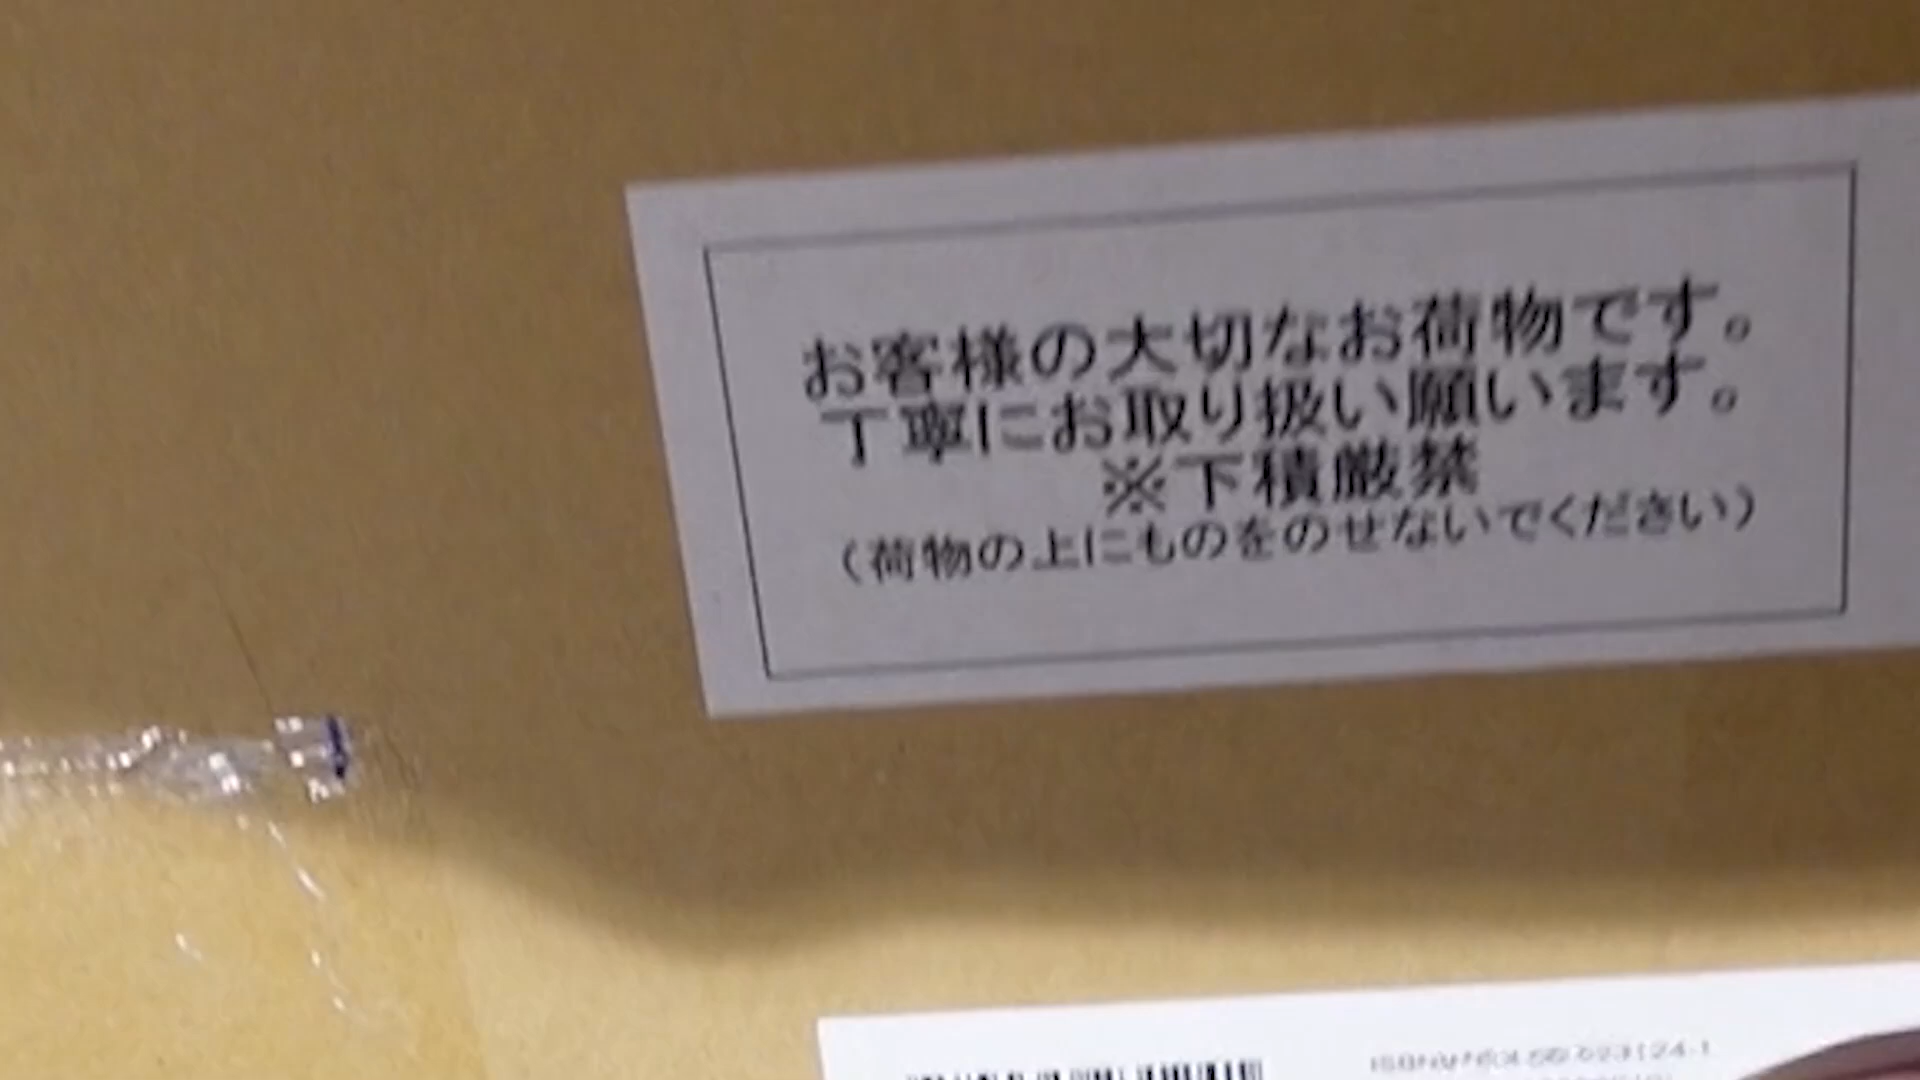 お客様の大切なお荷物です。
丁寧にお取り扱い願います。
※下積厳禁
（荷物の上にものをのせないでください）